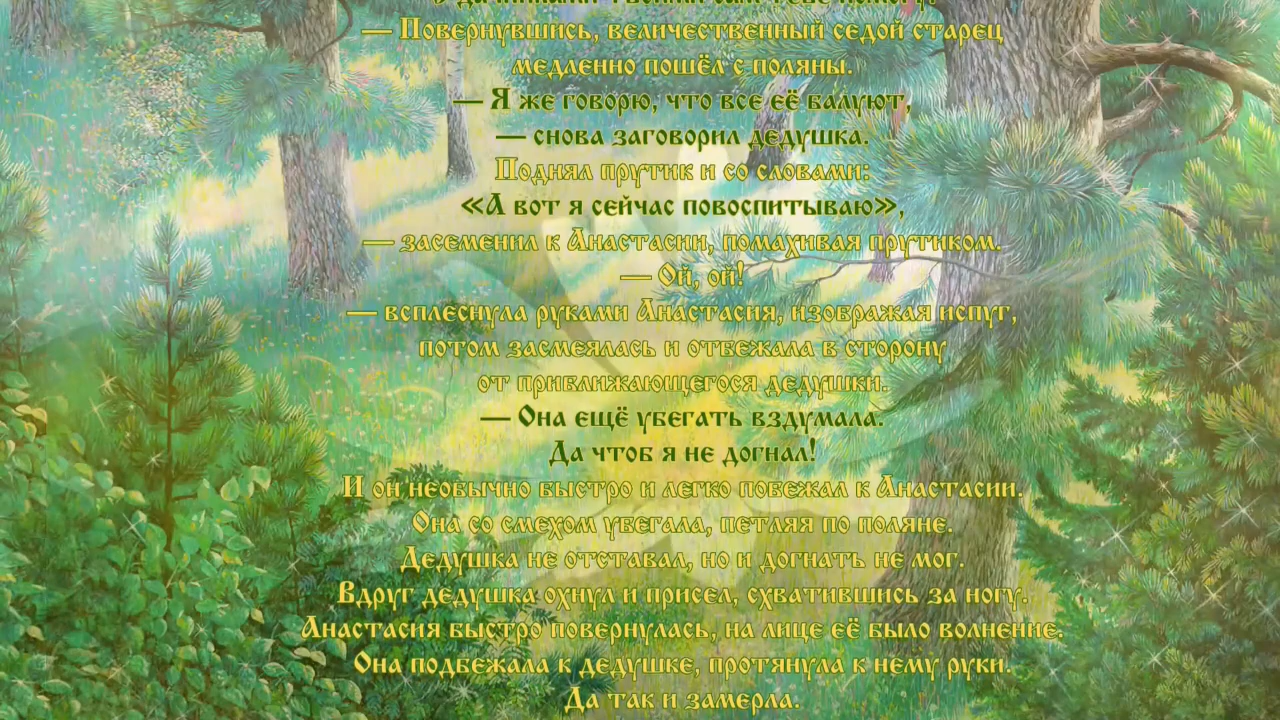 — Повернувшись, величественный седой старец
медленно пошёл с поляны.
— Я же говорю, что все её балуют,
— снова заговорил дедушка.
Поднял прутик и со словами:
«А вот я сейчас повоспитываю»,
— засеменил к Анастасии, помахивая прутиком.
— Ой, ой!
— всплеснула руками Анастасия, изображая испуг,
потом засмеялась и отбежала в сторону
от приближающегося дедушки.
— Она ещё убегать вздумала.
Да чтоб я не догнал!
И он необычно быстро и легко побежал к Анастасии.
Она со смехом убегала, петляя по поляне.
Дедушка не отставал, но и догнать не мог.
Вдруг дедушка охнул и присел, схватившись за ногу.
Анастасия быстро повернулась, на лице её было волнение.
Она подбежала к дедушке, протянула к нему руки.
Да так и замерла.